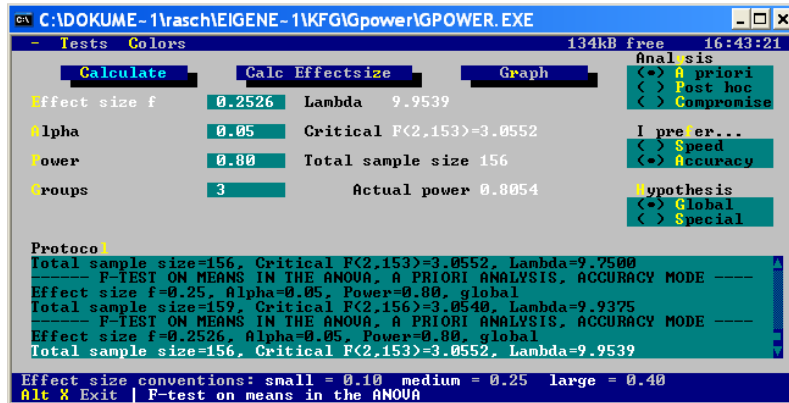 C:\DOKUME~1\rasch\EIGENE~1\KFG\Gpower\GPOWER.EXE
- Tests Colors 134kB free 16:43:21
Calculate Calc Effectsize Graph
Effect size f 0.2526 Lambda 9.9539
Alpha 0.05 Critical F(2,153)=3.0552
Power 0.80 Total sample size 156
Groups 3 Actual power 0.8054
Analysis
(•) A priori
( ) Post hoc
( ) Compromise
I prefer...
( ) Speed
(•) Accuracy
Hypothesis
(•) Global
( ) Special
Protocol
Total sample size=156, Critical F(2,153)=3.0552, Lambda=9.7500
------ F-TEST ON MEANS IN THE ANOVA, A PRIORI ANALYSIS, ACCURACY MODE ----
Effect size f=0.25, Alpha=0.05, Power=0.80, global
Total sample size=159, Critical F(2,156)=3.0540, Lambda=9.9375
------ F-TEST ON MEANS IN THE ANOVA, A PRIORI ANALYSIS, ACCURACY MODE ----
Effect size f=0.2526, Alpha=0.05, Power=0.80, global
Total sample size=156, Critical F(2,153)=3.0552, Lambda=9.9539
Effect size conventions: small = 0.10 medium = 0.25 large = 0.40
Alt X Exit | F-test on means in the ANOVA